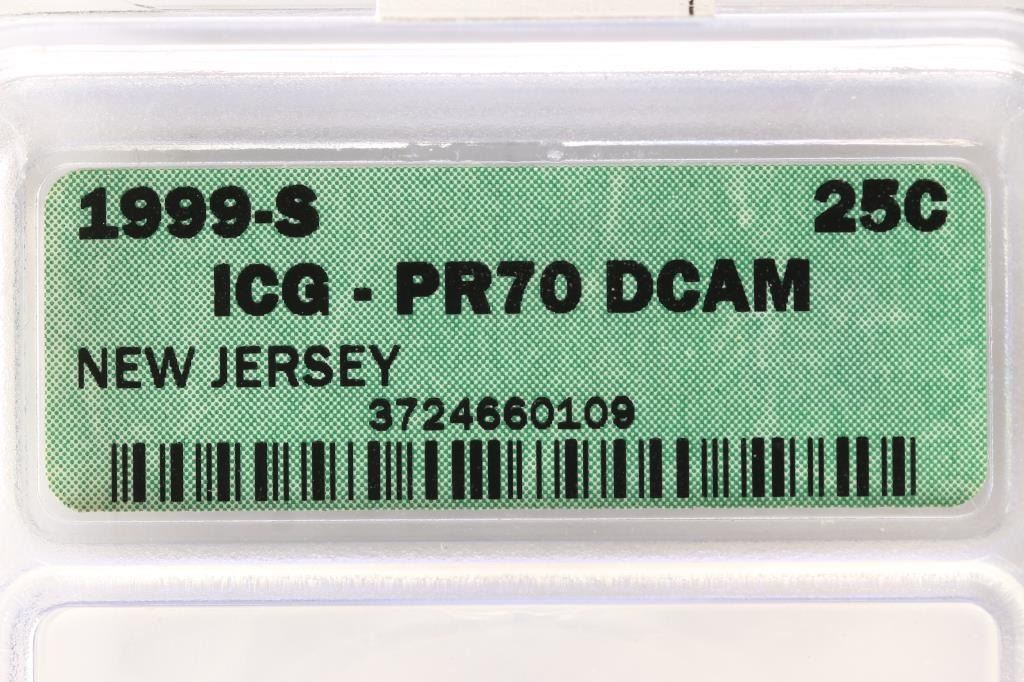 1999-S 25C
ICG - PR70 DCAM
NEW JERSEY
3724660109